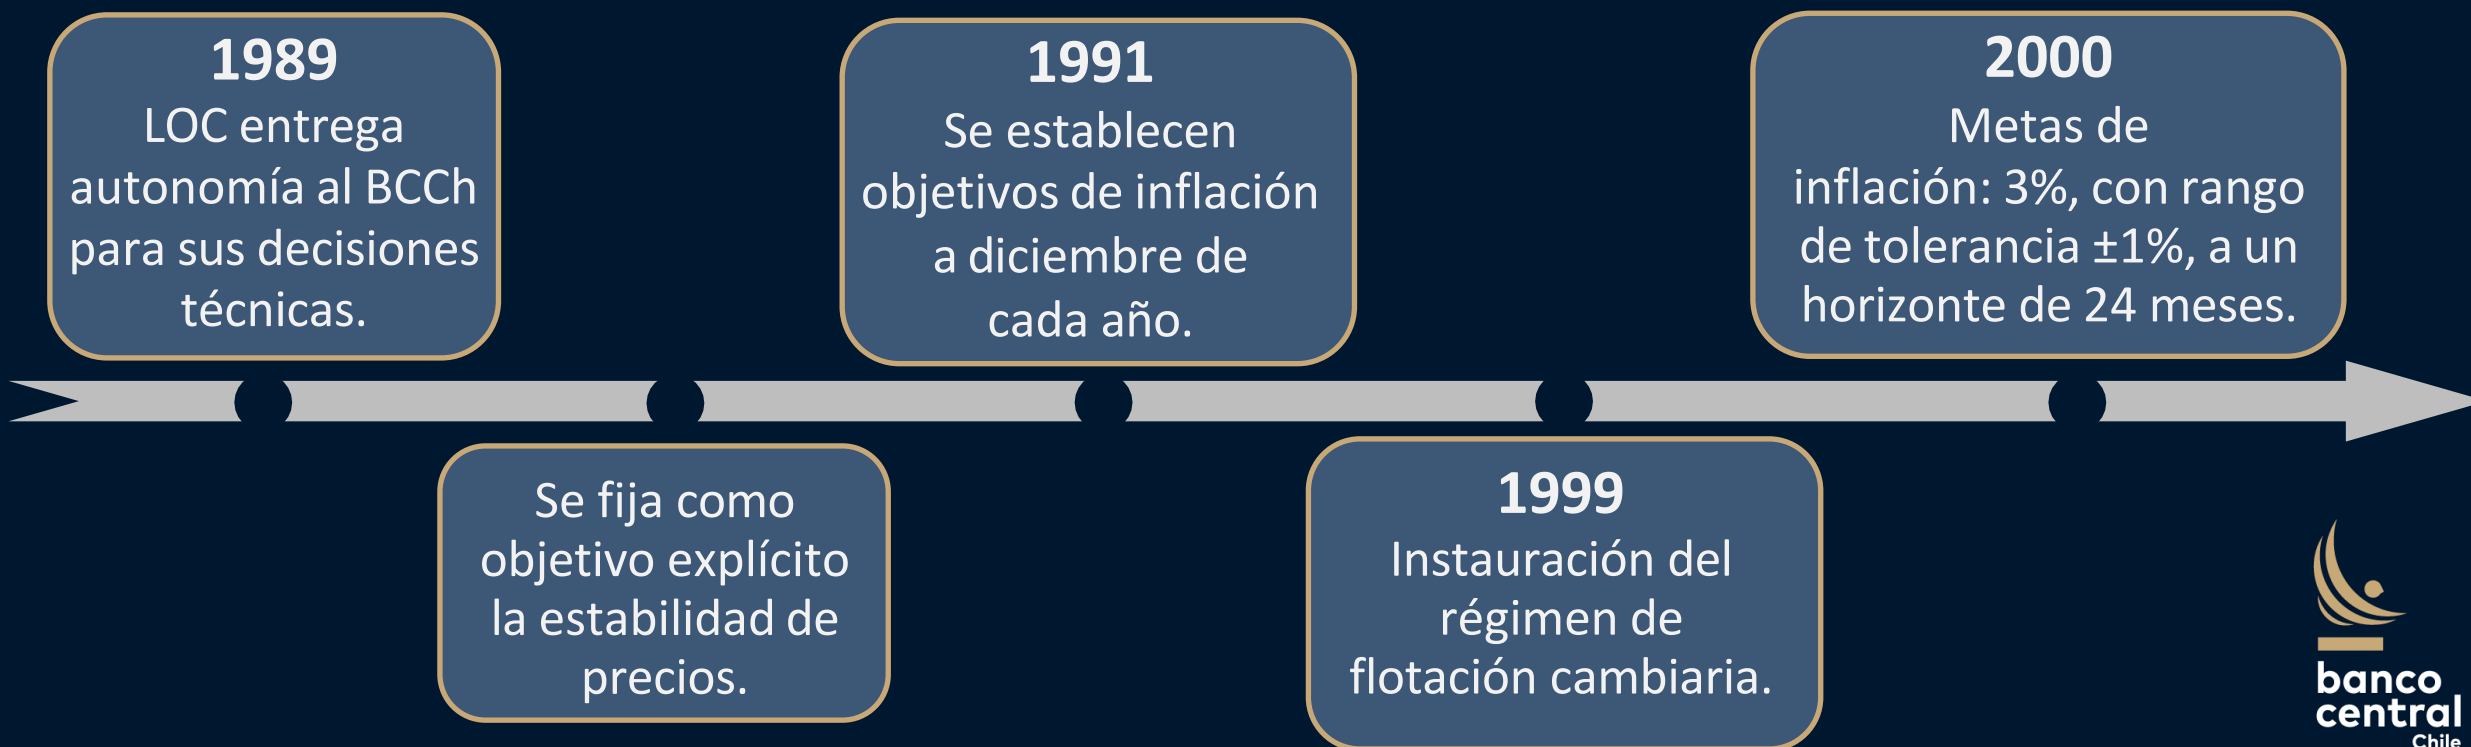 1989
LOC entrega
autonomía al BCCh
para sus decisiones
técnicas.
Se fija como
objetivo explícito
la estabilidad de
precios.
1991
Se establecen
objetivos de inflación
a diciembre de
cada año.
1999
Instauración del
régimen de
flotación cambiaria.
2000
Metas de
inflación: 3%, con rango
de tolerancia ±1%, a un
horizonte de 24 meses.
banco
central
Chile